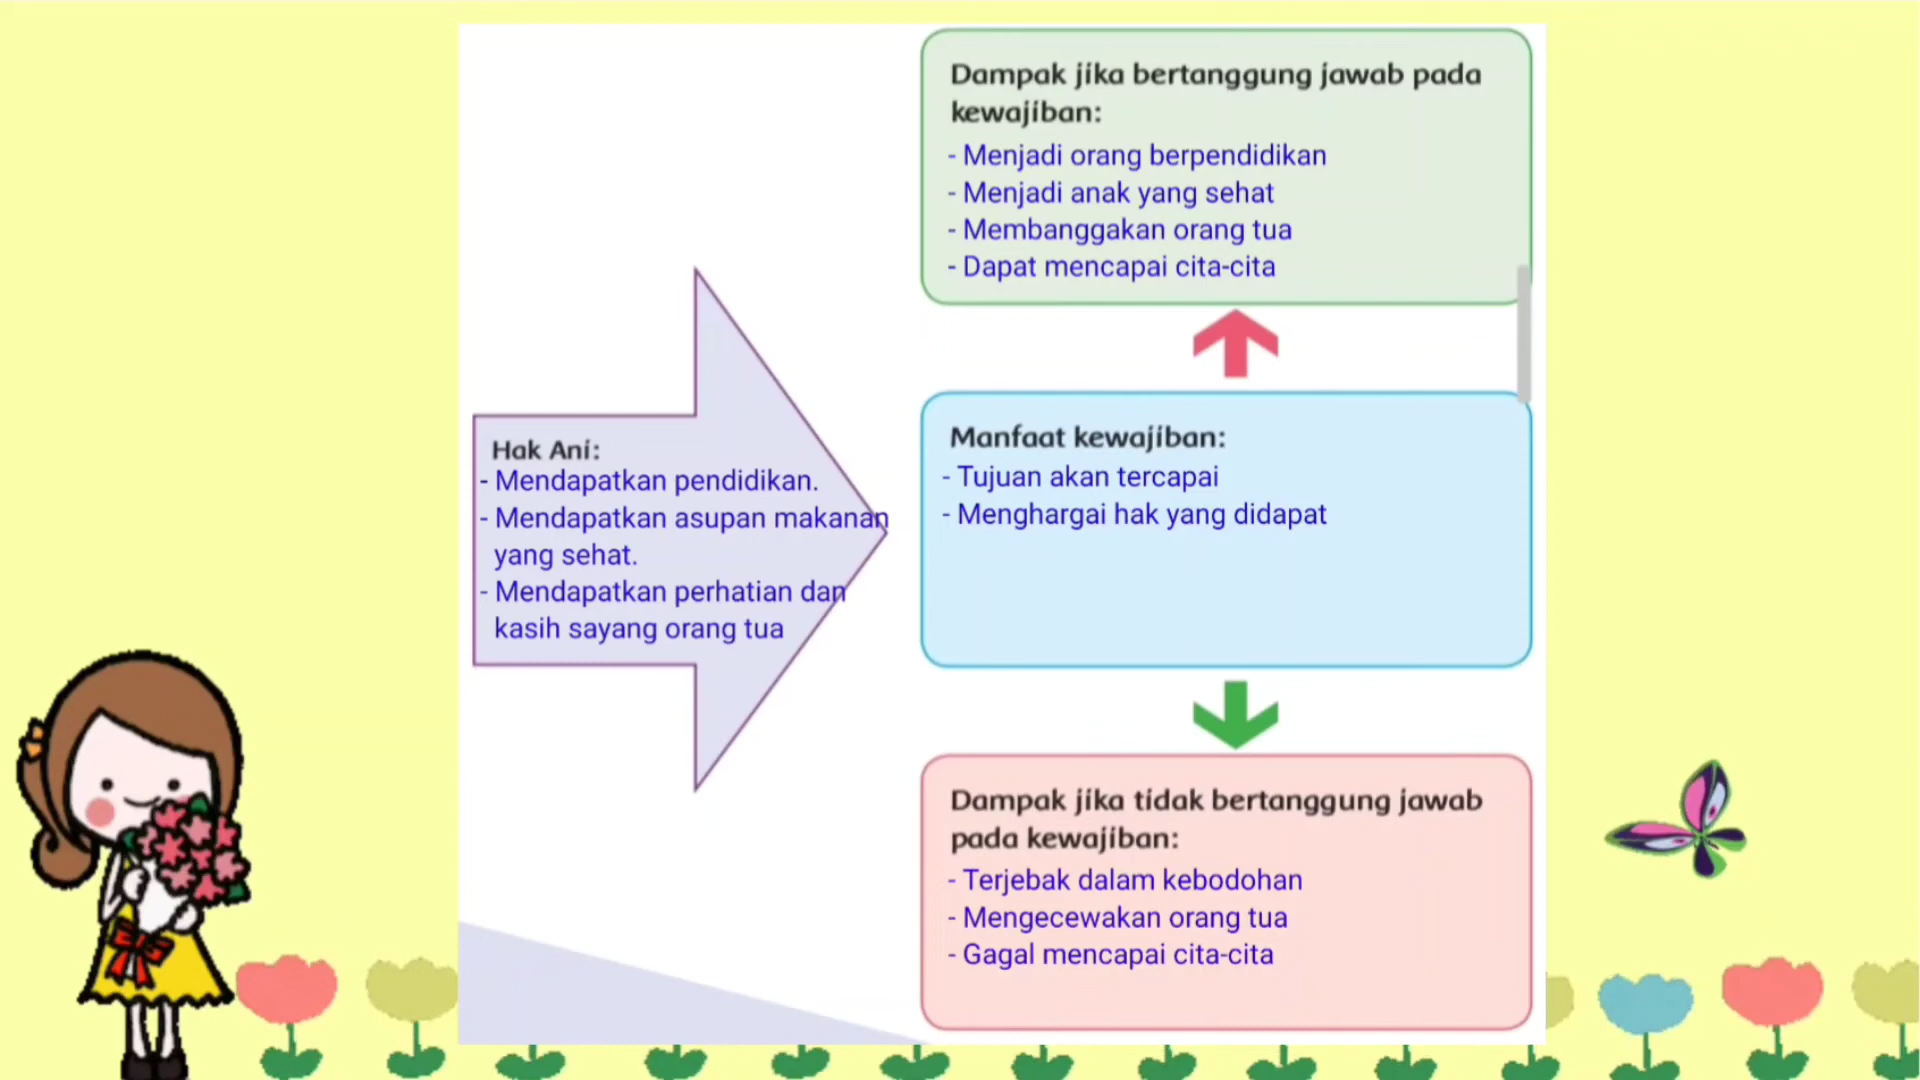 Hak Ani:
- Mendapatkan pendidikan.
- Mendapatkan asupan makanan
yang sehat.
- Mendapatkan perhatian dan
kasih sayang orang tua
Dampak jika bertanggung jawab pada
kewajiban:
- Menjadi orang berpendidikan
- Menjadi anak yang sehat
- Membanggakan orang tua
- Dapat mencapai cita-cita
Manfaat kewajiban:
- Tujuan akan tercapai
- Menghargai hak yang didapat
Dampak jika tidak bertanggung jawab
pada kewajiban:
- Terjebak dalam kebodohan
- Mengecewakan orang tua
- Gagal mencapai cita-cita